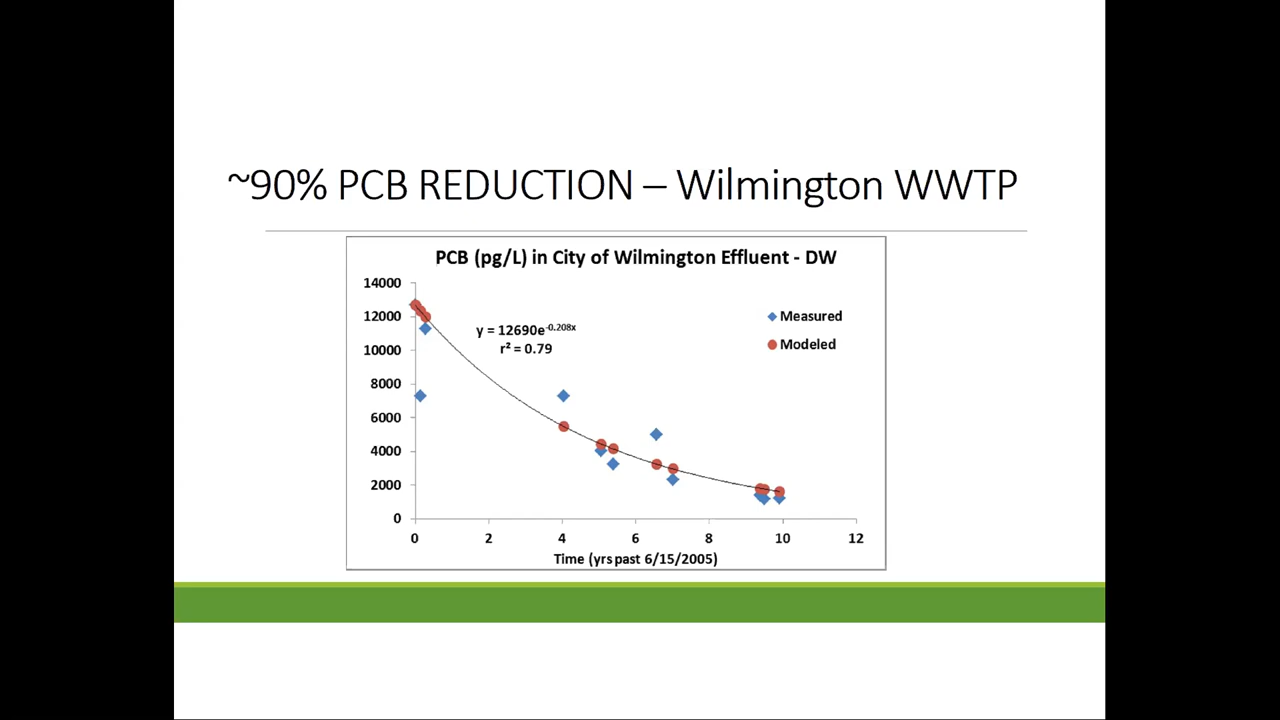 ~90% PCB REDUCTION – Wilmington WWTP
PCB (pg/L) in City of Wilmington Effluent - DW
14000
12000
10000
8000
6000
4000
2000
0
y = 12690e^-0.208x
r² = 0.79
Measured
Modeled
0 2 4 6 8 10 12
Time (yrs past 6/15/2005)